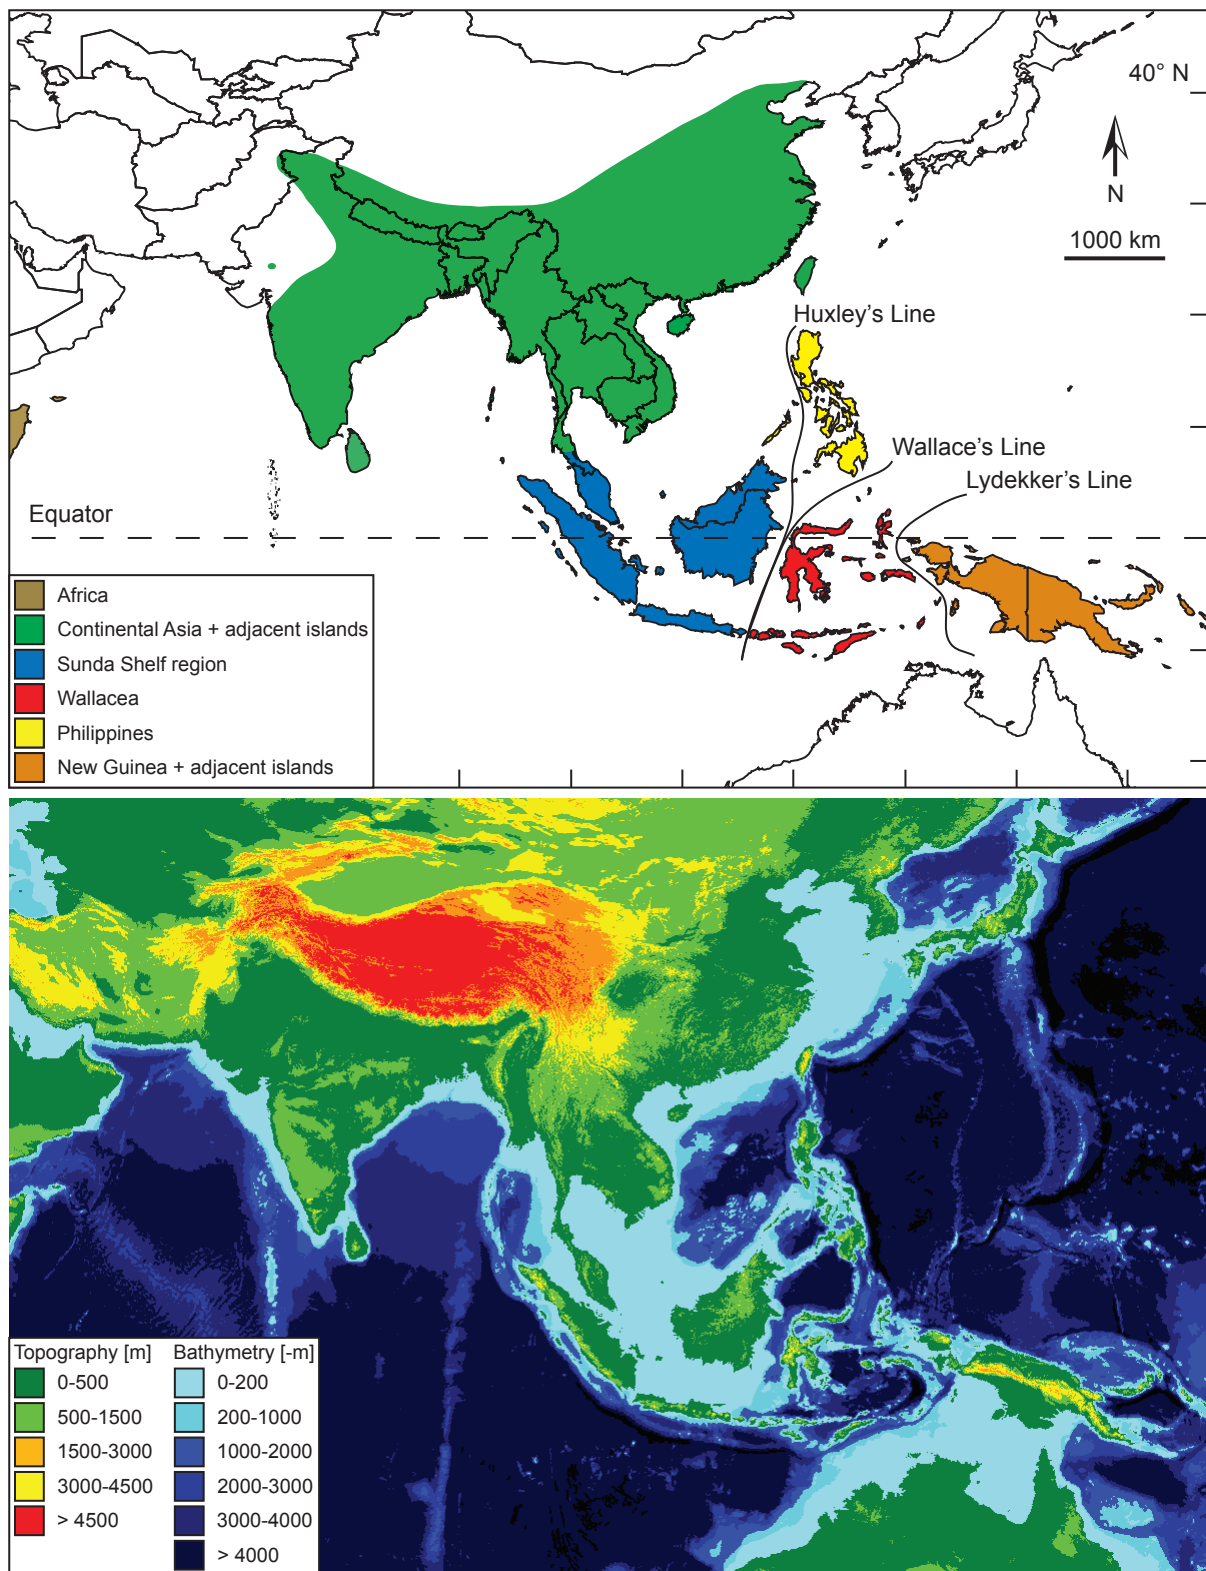 40° N
N
1000 km
Huxley's Line
Wallace's Line
Lydekker's Line
Equator
Africa
Continental Asia + adjacent islands
Sunda Shelf region
Wallacea
Philippines
New Guinea + adjacent islands
Topography [m]
0-500
500-1500
1500-3000
3000-4500
> 4500
Bathymetry [-m]
0-200
200-1000
1000-2000
2000-3000
3000-4000
> 4000